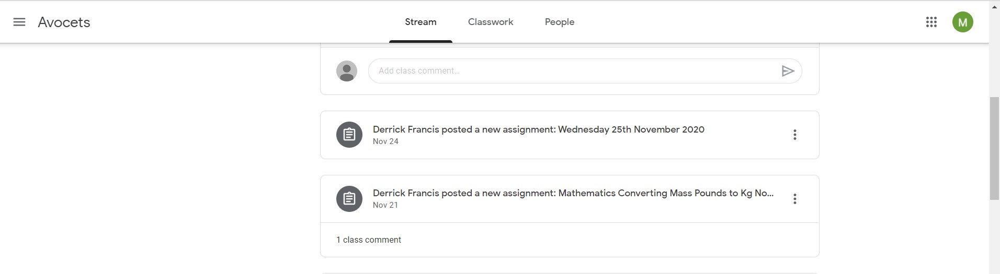 Avocets
Stream
Classwork
People
M
Add class comment...
Derrick Francis posted a new assignment: Wednesday 25th November 2020
Nov 24
Derrick Francis posted a new assignment: Mathematics Converting Mass Pounds to Kg No...
Nov 21
1 class comment